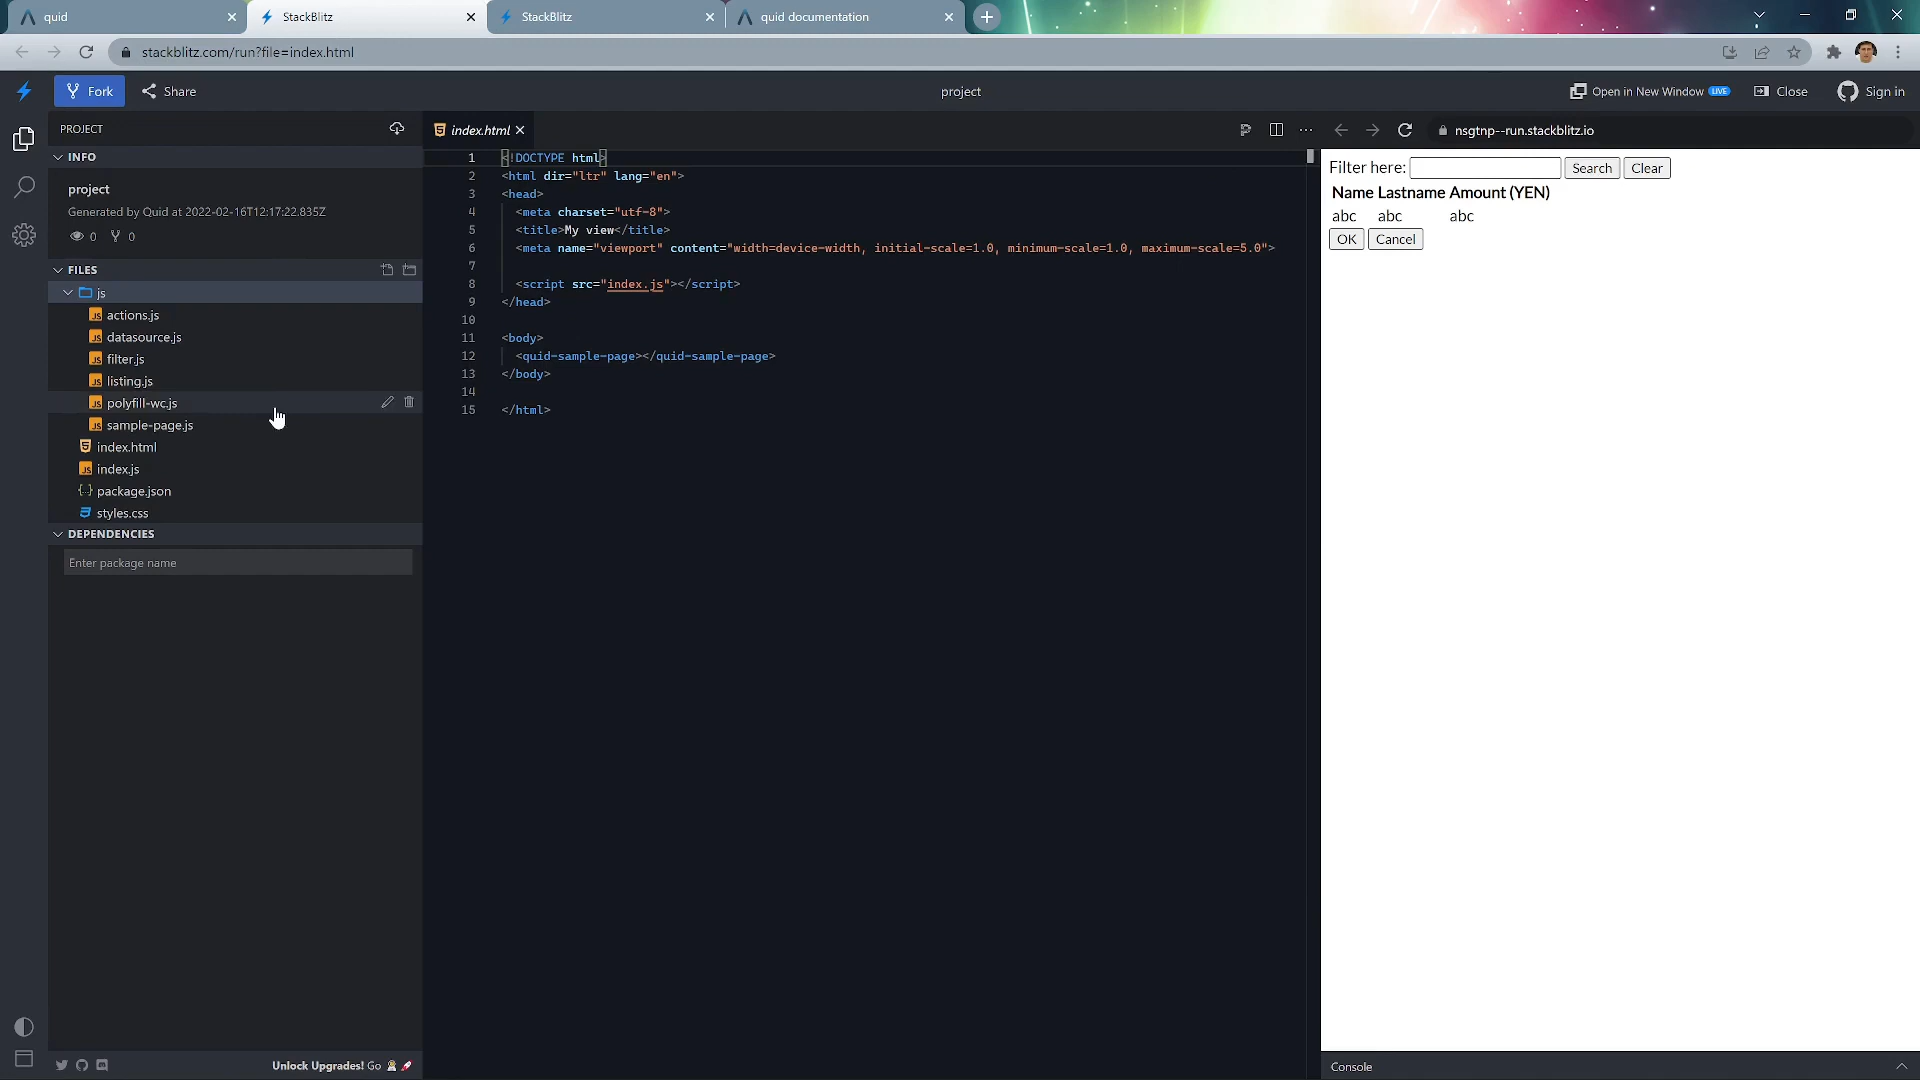 quid
StackBlitz
StackBlitz
quid documentation
stackblitz.com/run?file=index.html
Fork
Share
project
Open in New Window LIVE
Close
Sign in
PROJECT
INFO
project
Generated by Quid at 2022-02-16T12:17:22.835Z
0
0
FILES
js
JS actions.js
JS datasource.js
JS filter.js
JS listing.js
JS polyfill-wc.js
JS sample-page.js
index.html
JS index.js
package.json
styles.css
DEPENDENCIES
Enter package name
Unlock Upgrades! Go
index.html
1 <!DOCTYPE html>
2 <html dir="ltr" lang="en">
3 <head>
4 <meta charset="utf-8">
5 <title>My view</title>
6 <meta name="viewport" content="width=device-width, initial-scale=1.0, minimum-scale=1.0, maximum-scale=5.0">
7
8 <script src="index.js"></script>
9 </head>
10
11 <body>
12 <quid-sample-page></quid-sample-page>
13 </body>
14
15 </html>
nsgtnp--run.stackblitz.io
Filter here: Search Clear
Name Lastname Amount (YEN)
abc abc abc
OK Cancel
Console